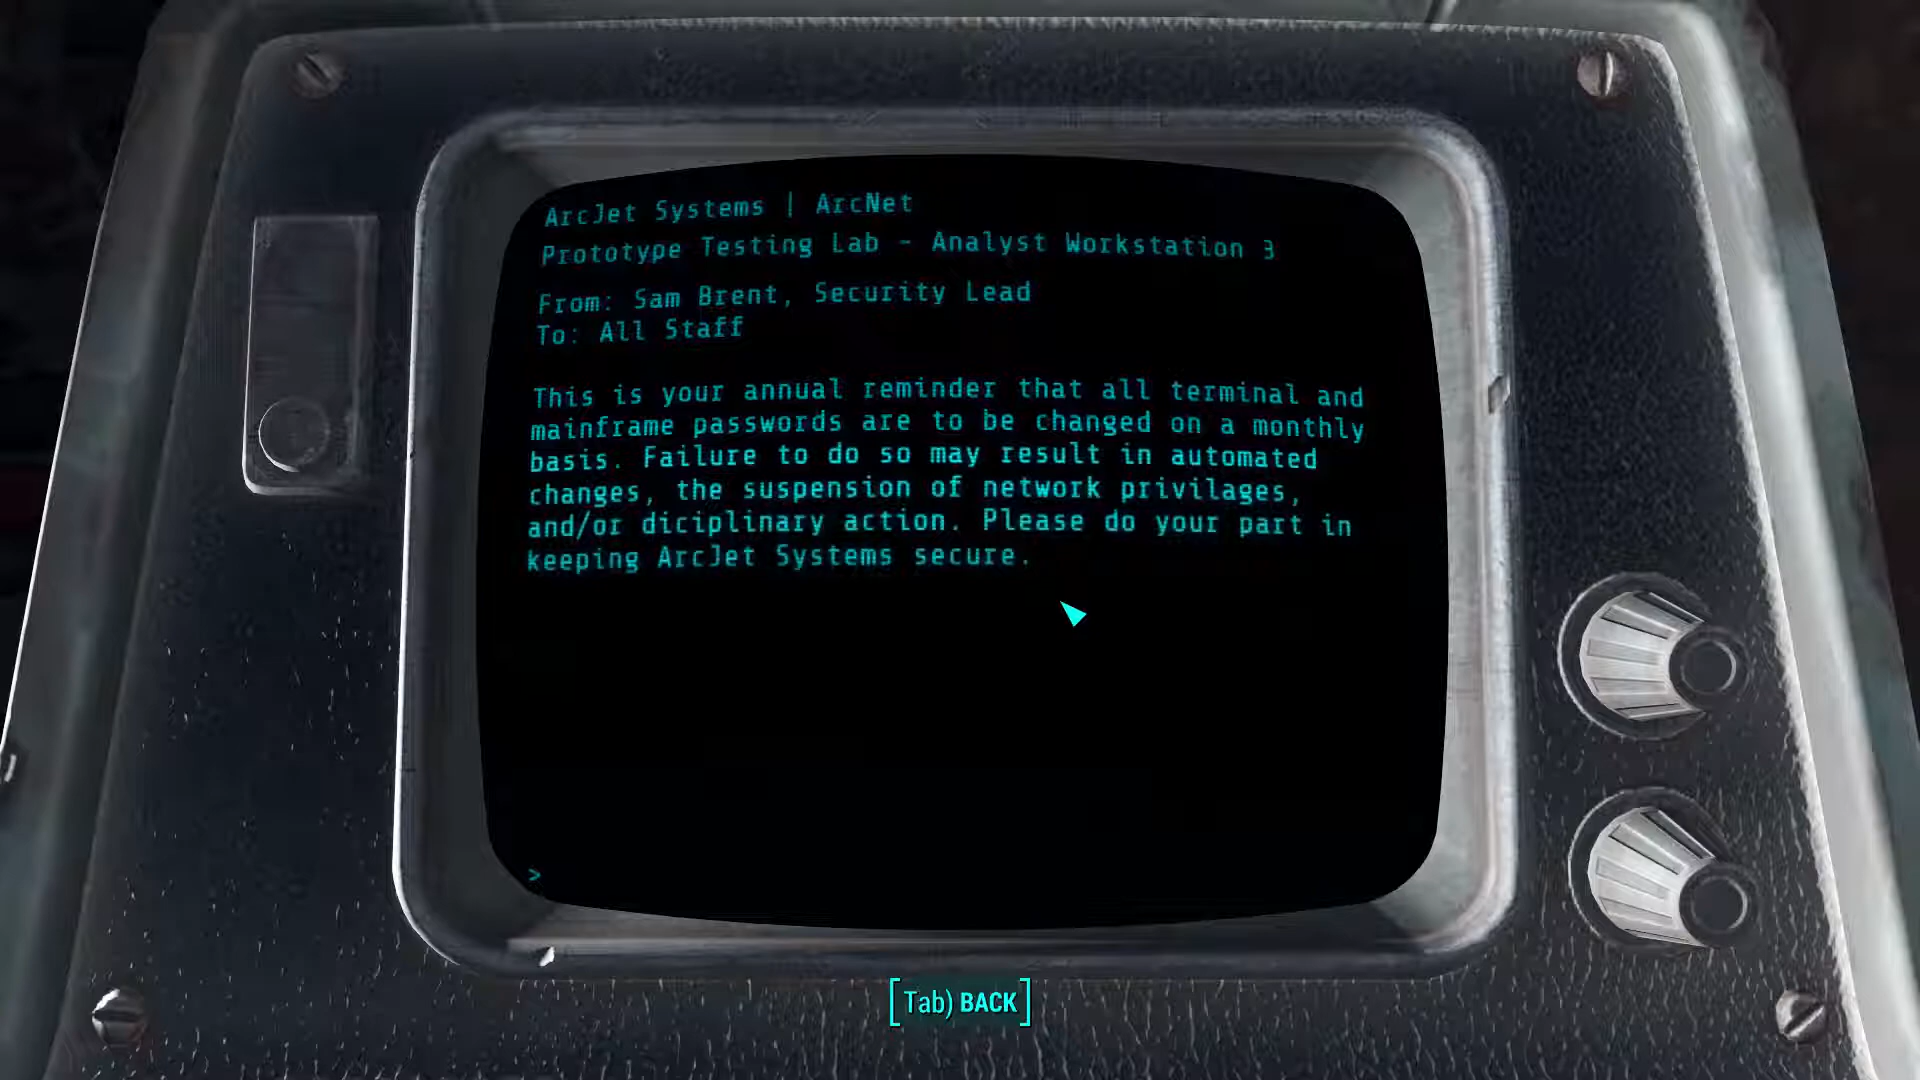 ArcJet Systems | ArcNet
Prototype Testing Lab - Analyst Workstation 3
From: Sam Brent, Security Lead
To: All Staff
This is your annual reminder that all terminal and
mainframe passwords are to be changed on a monthly
basis. Failure to do so may result in automated
changes, the suspension of network privilages,
and/or diciplinary action. Please do your part in
keeping ArcJet Systems secure.
>
[Tab) BACK]